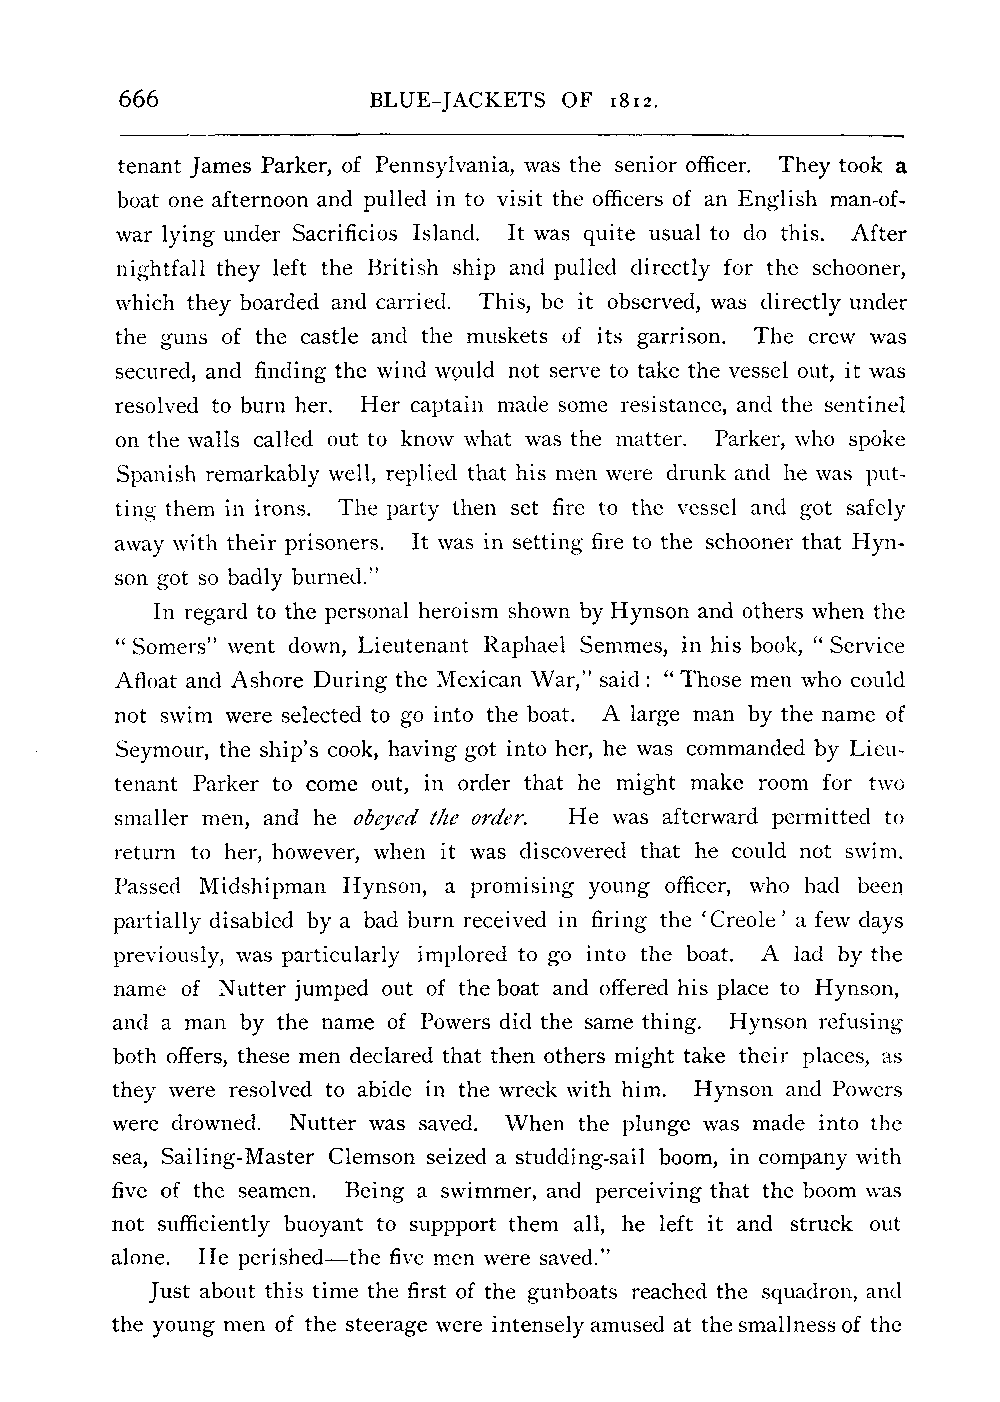 666 BLUE-JACKETS OF 1812.
tenant James Parker, of Pennsylvania, was the senior officer. They took a
boat one afternoon and pulled in to visit the officers of an English man-of-
war lying under Sacrificios Island. It was quite usual to do this. After
nightfall they left the British ship and pulled directly for the schooner,
which they boarded and carried. This, be it observed, was directly under
the guns of the castle and the muskets of its garrison. The crew was
secured, and finding the wind would not serve to take the vessel out, it was
resolved to burn her. Her captain made some resistance, and the sentinel
on the walls called out to know what was the matter. Parker, who spoke
Spanish remarkably well, replied that his men were drunk and he was put-
ting them in irons. The party then set fire to the vessel and got safely
away with their prisoners. It was in setting fire to the schooner that Hyn-
son got so badly burned."
In regard to the personal heroism shown by Hynson and others when the
"Somers" went down, Lieutenant Raphael Semmes, in his book, "Service
Afloat and Ashore During the Mexican War," said: "Those men who could
not swim were selected to go into the boat. A large man by the name of
Seymour, the ship's cook, having got into her, he was commanded by Lieu-
tenant Parker to come out, in order that he might make room for two
smaller men, and he obeyed the order. He was afterward permitted to
return to her, however, when it was discovered that he could not swim.
Passed Midshipman Hynson, a promising young officer, who had been
partially disabled by a bad burn received in firing the 'Creole' a few days
previously, was particularly implored to go into the boat. A lad by the
name of Nutter jumped out of the boat and offered his place to Hynson,
and a man by the name of Powers did the same thing. Hynson refusing
both offers, these men declared that then others might take their places, as
they were resolved to abide in the wreck with him. Hynson and Powers
were drowned. Nutter was saved. When the plunge was made into the
sea, Sailing-Master Clemson seized a studding-sail boom, in company with
five of the seamen. Being a swimmer, and perceiving that the boom was
not sufficiently buoyant to suppport them all, he left it and struck out
alone. He perished—the five men were saved."
Just about this time the first of the gunboats reached the squadron, and
the young men of the steerage were intensely amused at the smallness of the